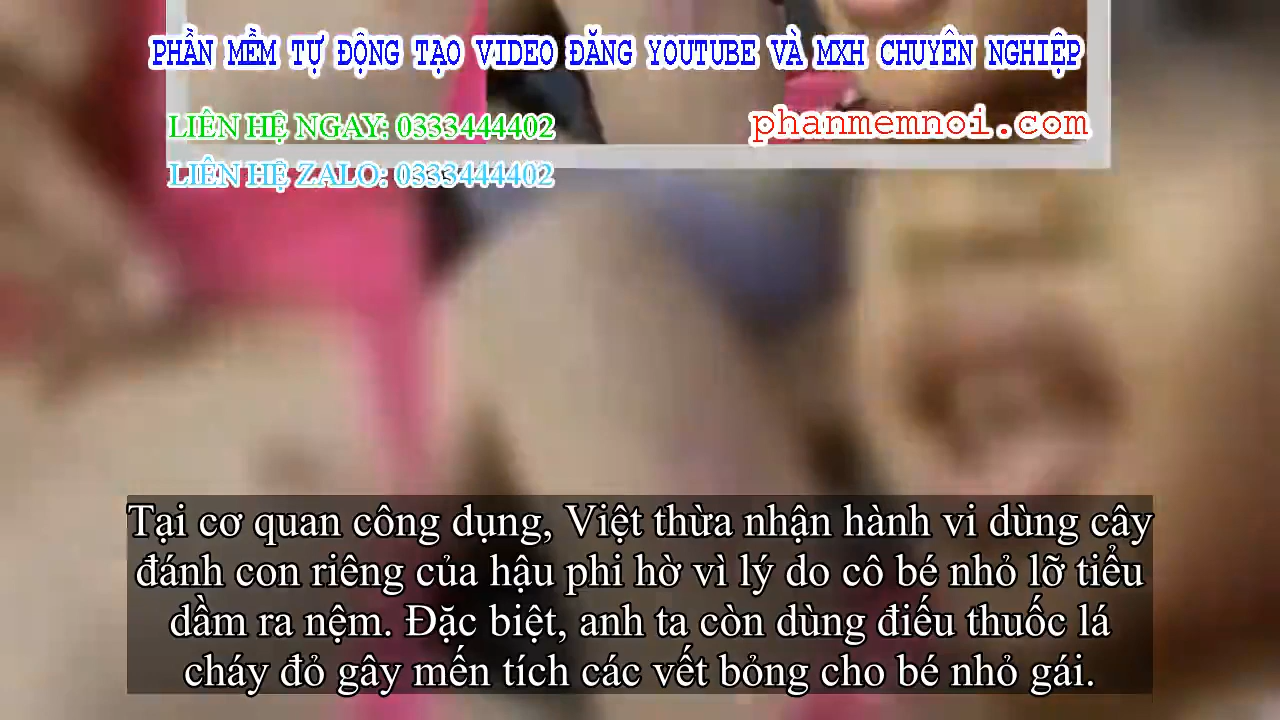 PHẦN MỀM TỰ ĐỘNG TẠO VIDEO ĐĂNG YOUTUBE VÀ MXH CHUYÊN NGHIỆP
LIÊN HỆ NGAY: 0333444402
phanmemnoi.com
LIÊN HỆ ZALO: 0333444402
Tại cơ quan công dụng, Việt thừa nhận hành vi dùng cây
đánh con riêng của hậu phi hờ vì lý do cô bé nhỏ lỡ tiểu
dầm ra nệm. Đặc biệt, anh ta còn dùng điếu thuốc lá
cháy đỏ gây mến tích các vết bỏng cho bé nhỏ gái.